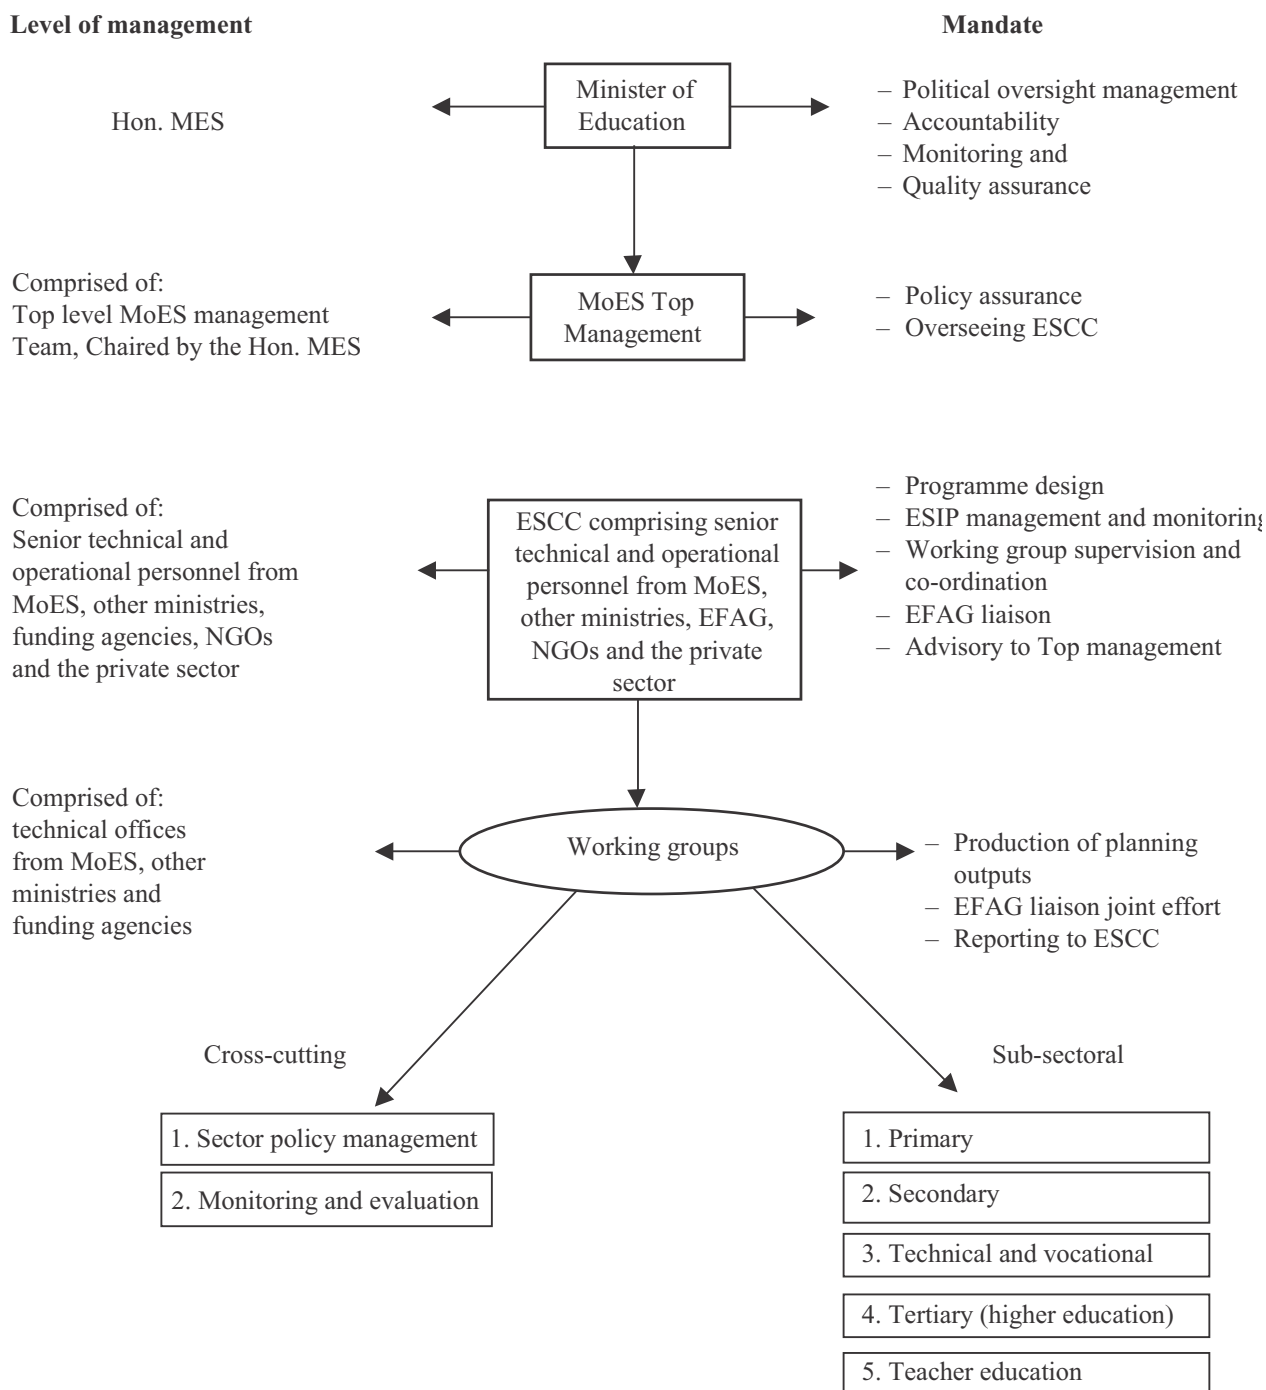 Level of management
Mandate
Hon. MES
Minister of
Education
– Political oversight management
– Accountability
– Monitoring and
– Quality assurance
Comprised of:
Top level MoES management
Team, Chaired by the Hon. MES
MoES Top
Management
– Policy assurance
– Overseeing ESCC
Comprised of:
Senior technical and
operational personnel from
MoES, other ministries,
funding agencies, NGOs
and the private sector
ESCC comprising senior
technical and operational
personnel from MoES,
other ministries, EFAG,
NGOs and the private
sector
– Programme design
– ESIP management and monitoring
– Working group supervision and
co-ordination
– EFAG liaison
– Advisory to Top management
Comprised of:
technical offices
from MoES, other
ministries and
funding agencies
Working groups
– Production of planning
outputs
– EFAG liaison joint effort
– Reporting to ESCC
Cross-cutting
1. Sector policy management
2. Monitoring and evaluation
Sub-sectoral
1. Primary
2. Secondary
3. Technical and vocational
4. Tertiary (higher education)
5. Teacher education